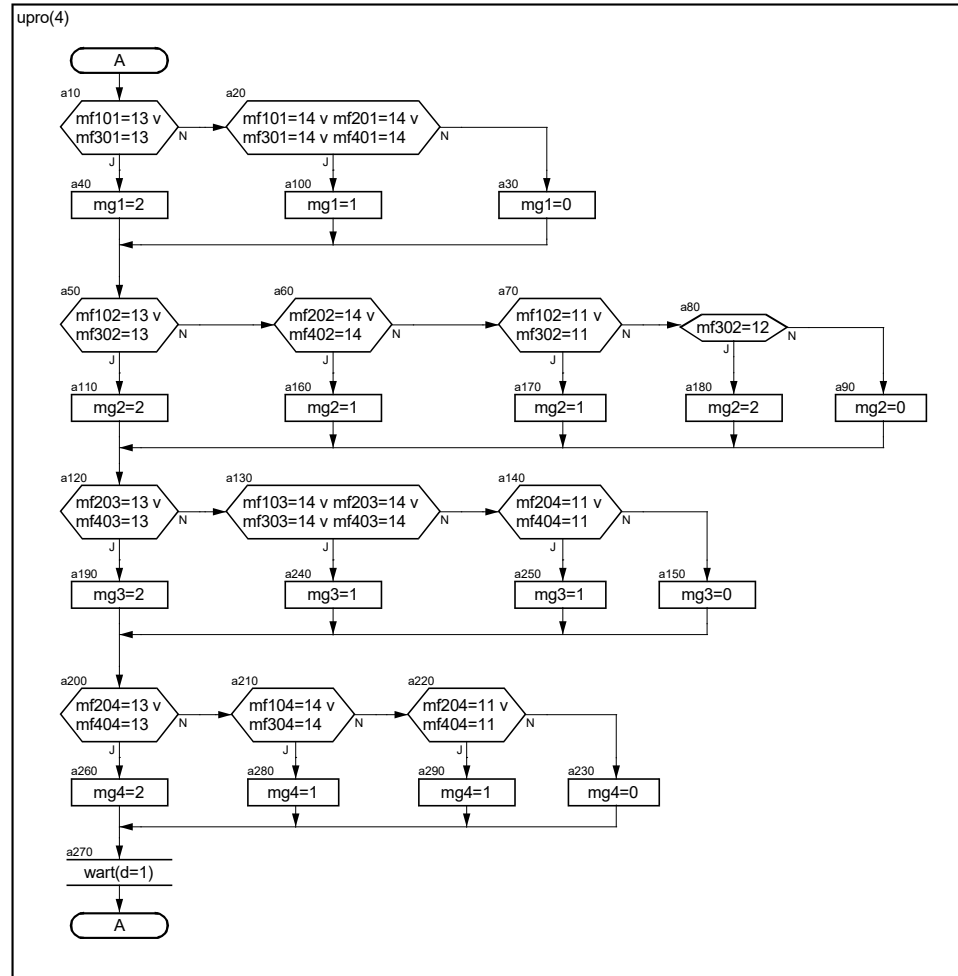 upro(4)
A
a10
mf101=13 v
mf301=13
N
J
a20
mf101=14 v mf201=14 v
mf301=14 v mf401=14
N
J
a40
mg1=2
a100
mg1=1
a30
mg1=0
a50
mf102=13 v
mf302=13
N
J
a60
mf202=14 v
mf402=14
N
J
a70
mf102=11 v
mf302=11
N
J
a80
mf302=12
N
J
a110
mg2=2
a160
mg2=1
a170
mg2=1
a180
mg2=2
a90
mg2=0
a120
mf203=13 v
mf403=13
N
J
a130
mf103=14 v mf203=14 v
mf303=14 v mf403=14
N
J
a140
mf204=11 v
mf404=11
N
J
a190
mg3=2
a240
mg3=1
a250
mg3=1
a150
mg3=0
a200
mf204=13 v
mf404=13
N
J
a210
mf104=14 v
mf304=14
N
J
a220
mf204=11 v
mf404=11
N
J
a260
mg4=2
a280
mg4=1
a290
mg4=1
a230
mg4=0
a270
wart(d=1)
A